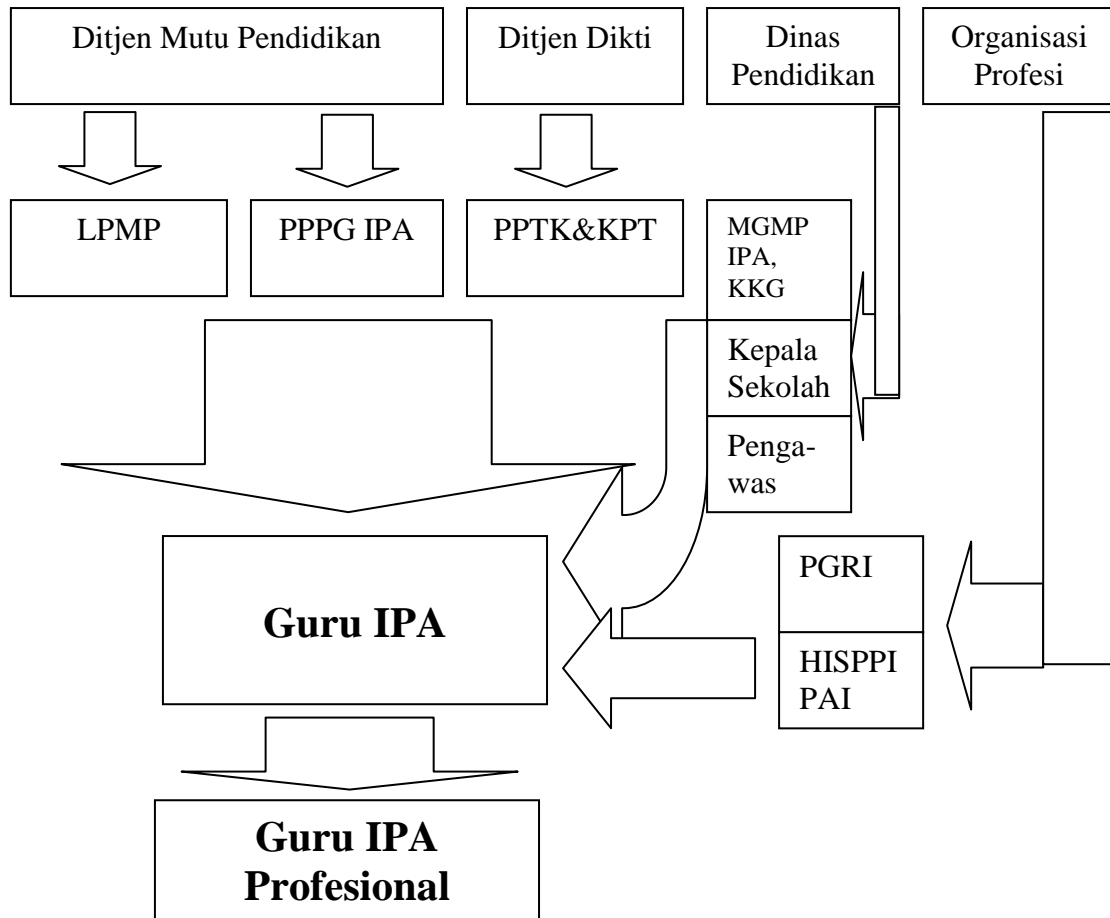 Ditjen Mutu Pendidikan
Ditjen Dikti
Dinas
Pendidikan
Organisasi
Profesi
LPMP
PPPG IPA
PPTK&KPT
MGMP
IPA,
KKG
Kepala
Sekolah
Penga-
was
PGRI
HISPPI
PAI
Guru IPA
Guru IPA
Profesional